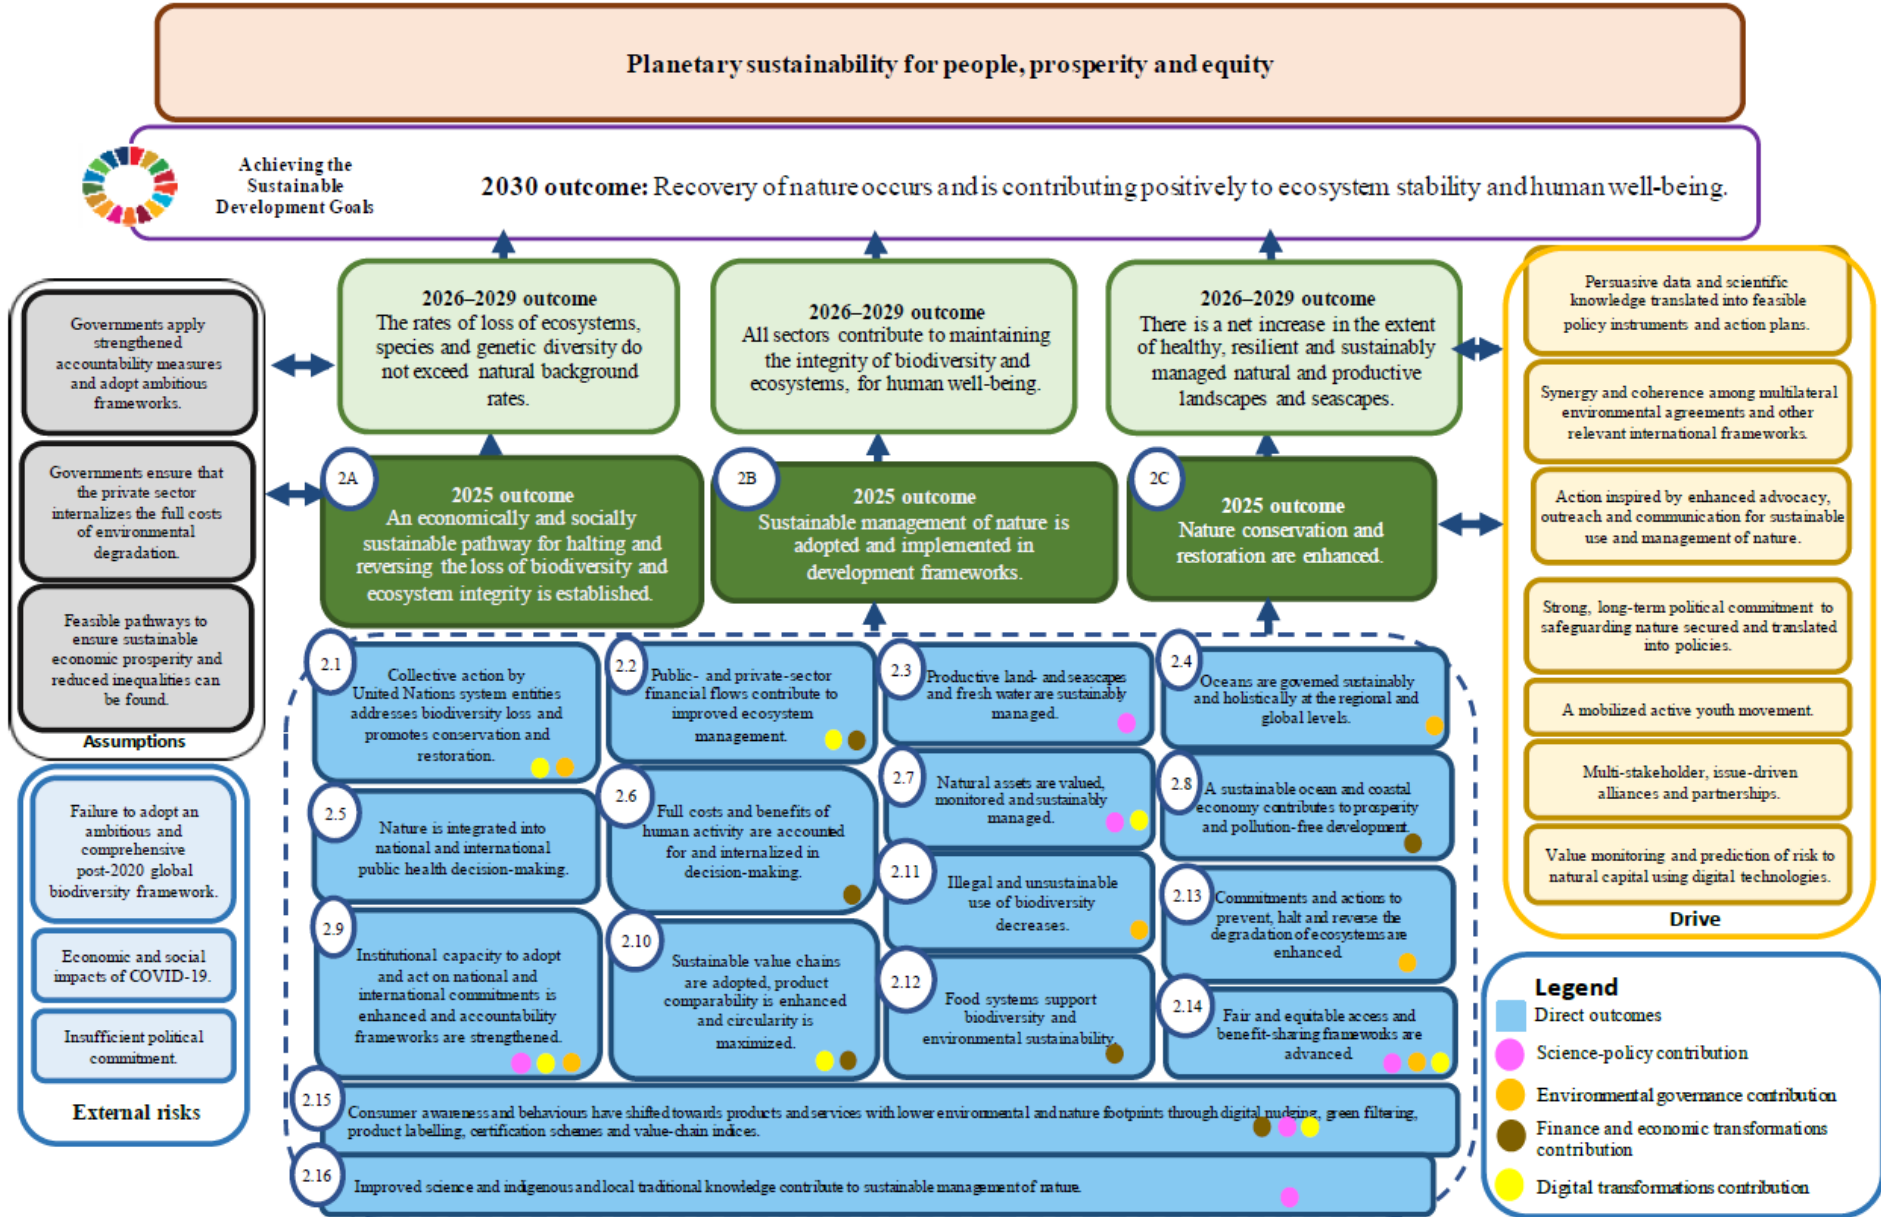 Planetary sustainability for people, prosperity and equity
Achieving the
Sustainable
Development Goals
2030 outcome: Recovery of nature occurs and is contributing positively to ecosystem stability and human well-being.
Governments apply
strengthened
accountability measures
and adopt ambitious
frameworks.
Governments ensure that
the private sector
internalizes the full costs
of environmental
degradation.
Feasible pathways to
ensure sustainable
economic prosperity and
reduced inequalities can
be found.
Assumptions
Failure to adopt an
ambitious and
comprehensive
post-2020 global
biodiversity framework.
Economic and social
impacts of COVID-19.
Insufficient political
commitment.
External risks
2026–2029 outcome
The rates of loss of ecosystems,
species and genetic diversity do
not exceed natural background
rates.
2026–2029 outcome
All sectors contribute to maintaining
the integrity of biodiversity and
ecosystems, for human well-being.
2026–2029 outcome
There is a net increase in the extent
of healthy, resilient and sustainably
managed natural and productive
landscapes and seascapes.
2A
2025 outcome
An economically and socially
sustainable pathway for halting and
reversing the loss of biodiversity and
ecosystem integrity is established.
2B
2025 outcome
Sustainable management of nature is
adopted and implemented in
development frameworks.
2C
2025 outcome
Nature conservation and
restoration are enhanced.
2.1
Collective action by
United Nations system entities
addresses biodiversity loss and
promotes conservation and
restoration.
2.2
Public- and private-sector
financial flows contribute to
improved ecosystem
management.
2.3
Productive land- and seascapes
and fresh water are sustainably
managed.
2.4
Oceans are governed sustainably
and holistically at the regional and
global levels.
2.5
Nature is integrated into
national and international
public health decision-making.
2.6
Full costs and benefits of
human activity are accounted
for and internalized in
decision-making.
2.7
Natural assets are valued,
monitored and sustainably
managed.
2.8
A sustainable ocean and coastal
economy contributes to prosperity
and pollution-free development.
2.9
Institutional capacity to adopt
and act on national and
international commitments is
enhanced and accountability
frameworks are strengthened.
2.10
Sustainable value chains
are adopted, product
comparability is enhanced
and circularity is
maximized.
2.11
Illegal and unsustainable
use of biodiversity
decreases.
2.12
Food systems support
biodiversity and
environmental sustainability.
2.13
Commitments and actions to
prevent, halt and reverse the
degradation of ecosystems are
enhanced.
2.14
Fair and equitable access and
benefit-sharing frameworks are
advanced.
2.15
Consumer awareness and behaviours have shifted towards products and services with lower environmental and nature footprints through digital nudging, green filtering,
product labelling, certification schemes and value-chain indices.
2.16
Improved science and indigenous and local traditional knowledge contribute to sustainable management of nature.
Persuasive data and scientific
knowledge translated into feasible
policy instruments and action plans.
Synergy and coherence among multilateral
environmental agreements and other
relevant international frameworks.
Action inspired by enhanced advocacy,
outreach and communication for sustainable
use and management of nature.
Strong, long-term political commitment to
safeguarding nature secured and translated
into policies.
A mobilized active youth movement.
Multi-stakeholder, issue-driven
alliances and partnerships.
Value monitoring and prediction of risk to
natural capital using digital technologies.
Drive
Legend
Direct outcomes
Science-policy contribution
Environmental governance contribution
Finance and economic transformations
contribution
Digital transformations contribution